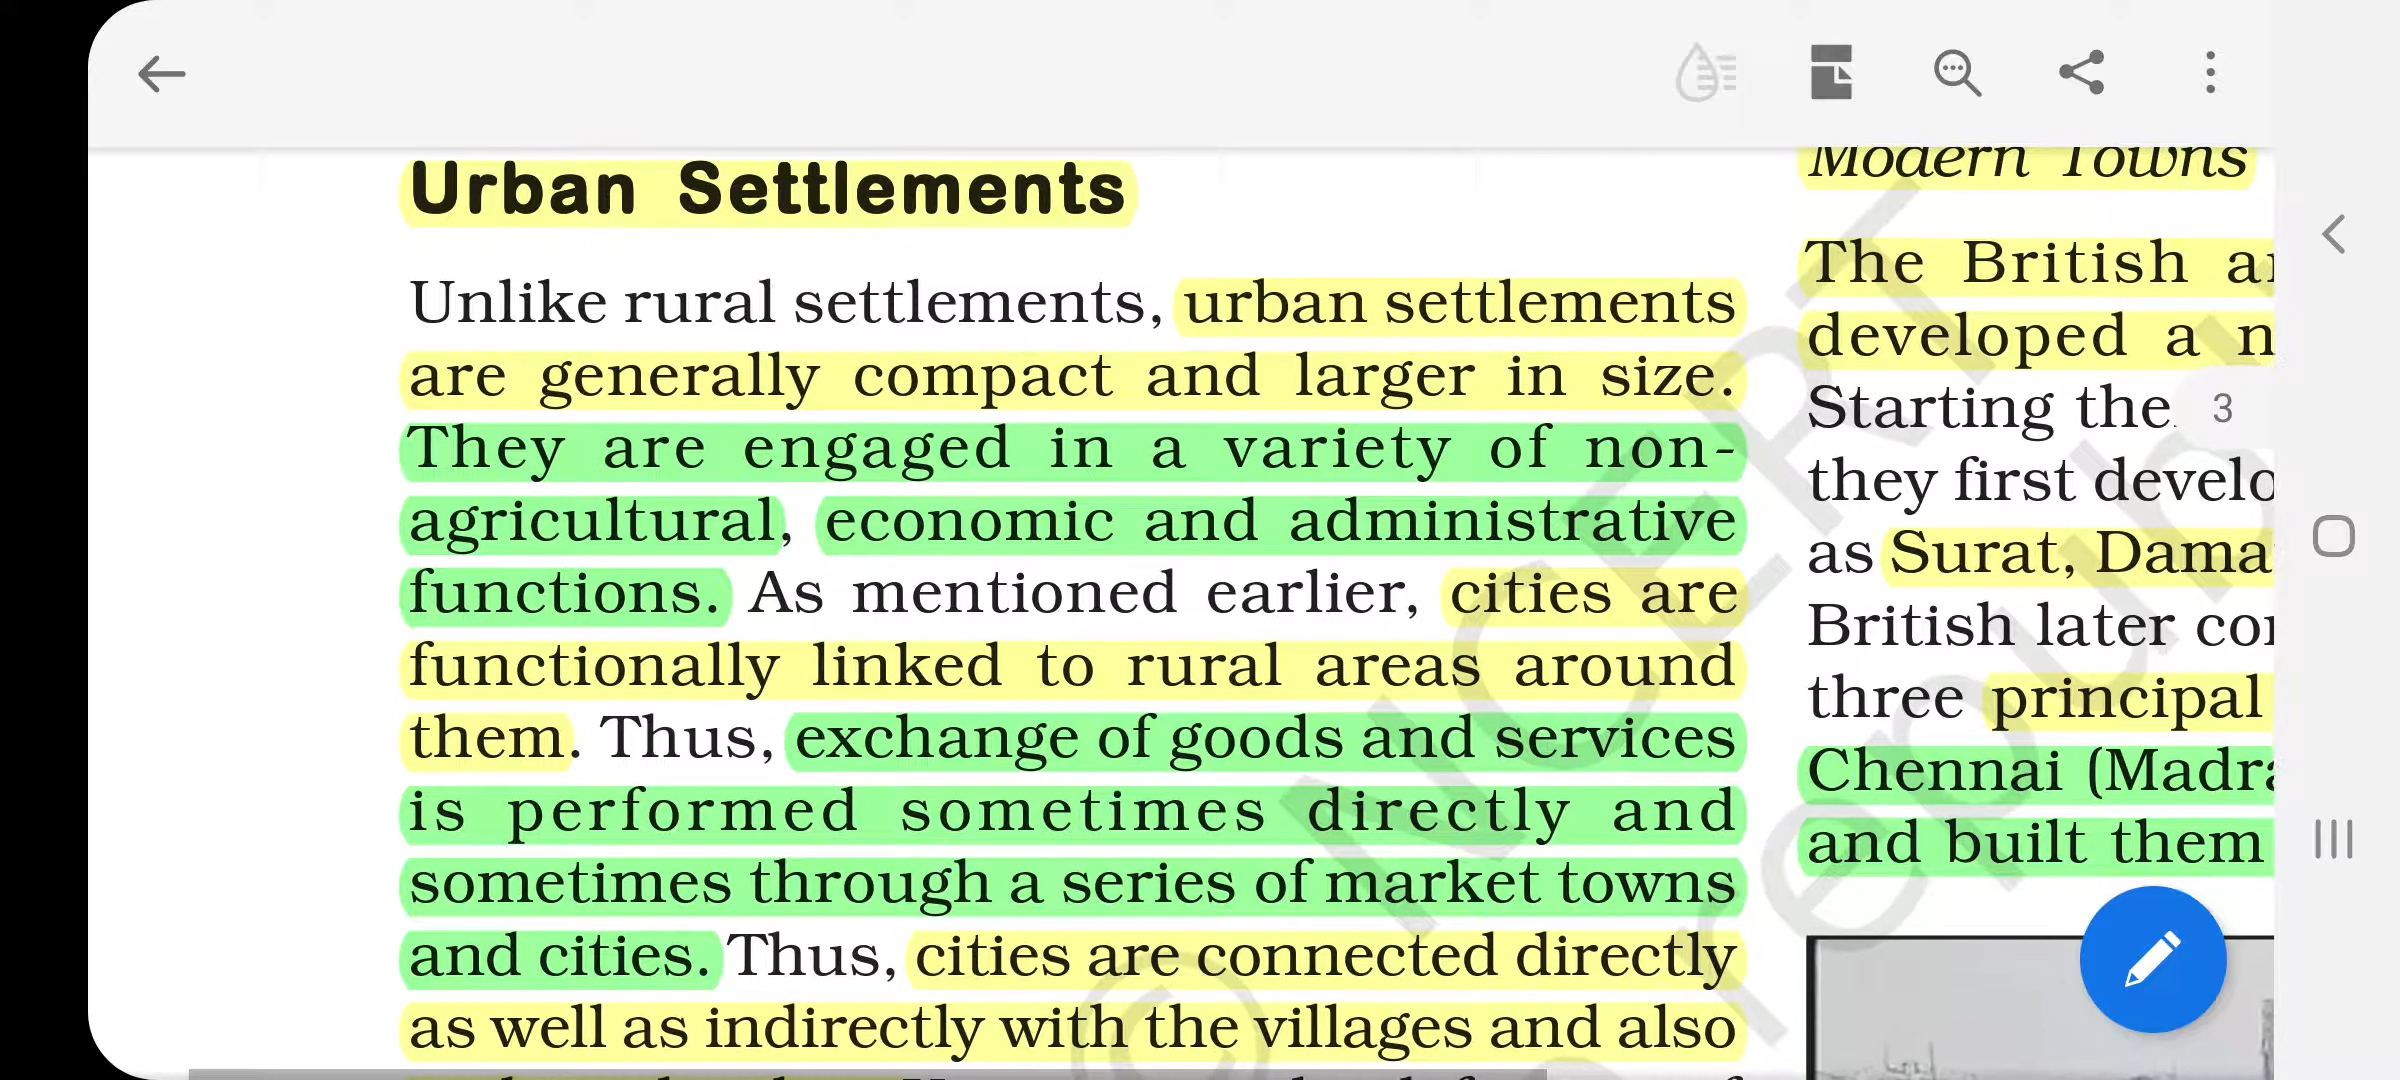 Urban Settlements
Unlike rural settlements, urban settlements
are generally compact and larger in size.
They are engaged in a variety of non-
agricultural, economic and administrative
functions. As mentioned earlier, cities are
functionally linked to rural areas around
them. Thus, exchange of goods and services
is performed sometimes directly and
sometimes through a series of market towns
and cities. Thus, cities are connected directly
as well as indirectly with the villages and also
Modern Towns
The British
developed a
Starting the
they first
as Surat,
British later
three principal
Chennai
and built them
3
© NCERT